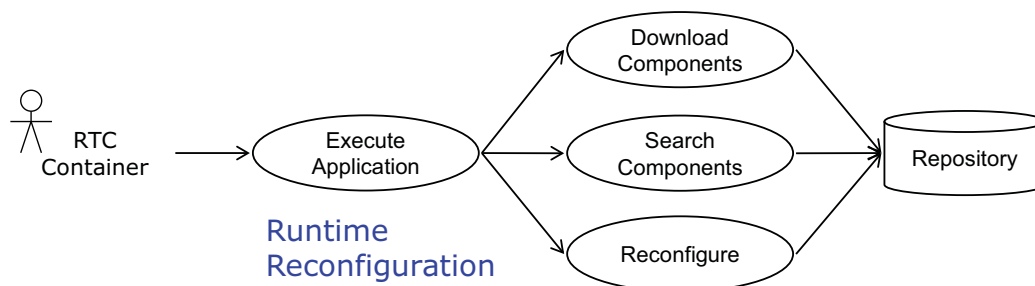 RTC
Container
Execute
Application
Runtime
Reconfiguration
Download
Components
Search
Components
Reconfigure
Repository